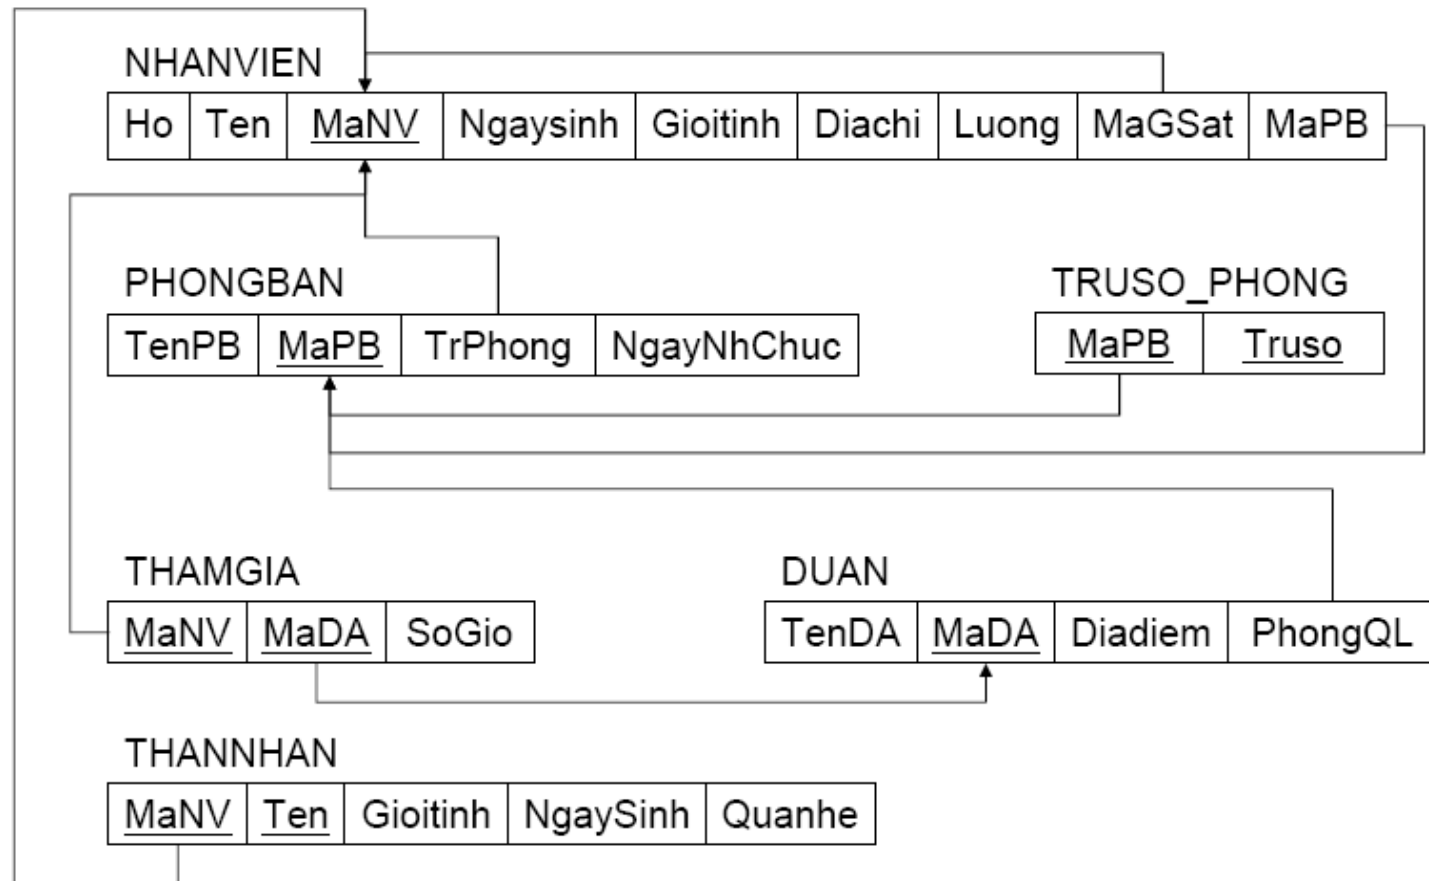 NHANVIEN
Ho Ten MaNV Ngaysinh Gioitinh Diachi Luong MaGSat MaPB
PHONGBAN
TenPB MaPB TrPhong NgayNhChuc
TRUSO_PHONG
MaPB Truso
THAMGIA
MaNV MaDA SoGio
DUAN
TenDA MaDA Diadiem PhongQL
THANNHAN
MaNV Ten Gioitinh NgaySinh Quanhe